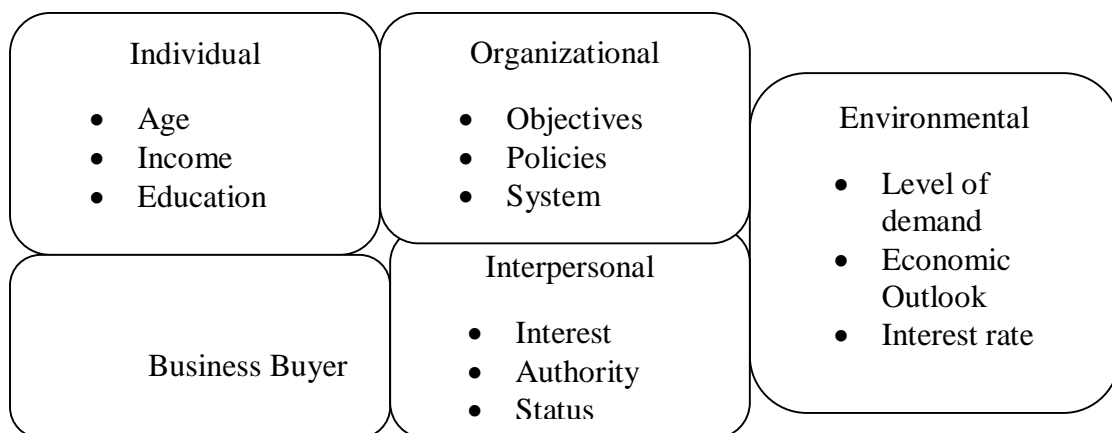 Individual
• Age
• Income
• Education
Organizational
• Objectives
• Policies
• System
Environmental
• Level of
demand
• Economic
Outlook
• Interest rate
Business Buyer
Interpersonal
• Interest
• Authority
• Status